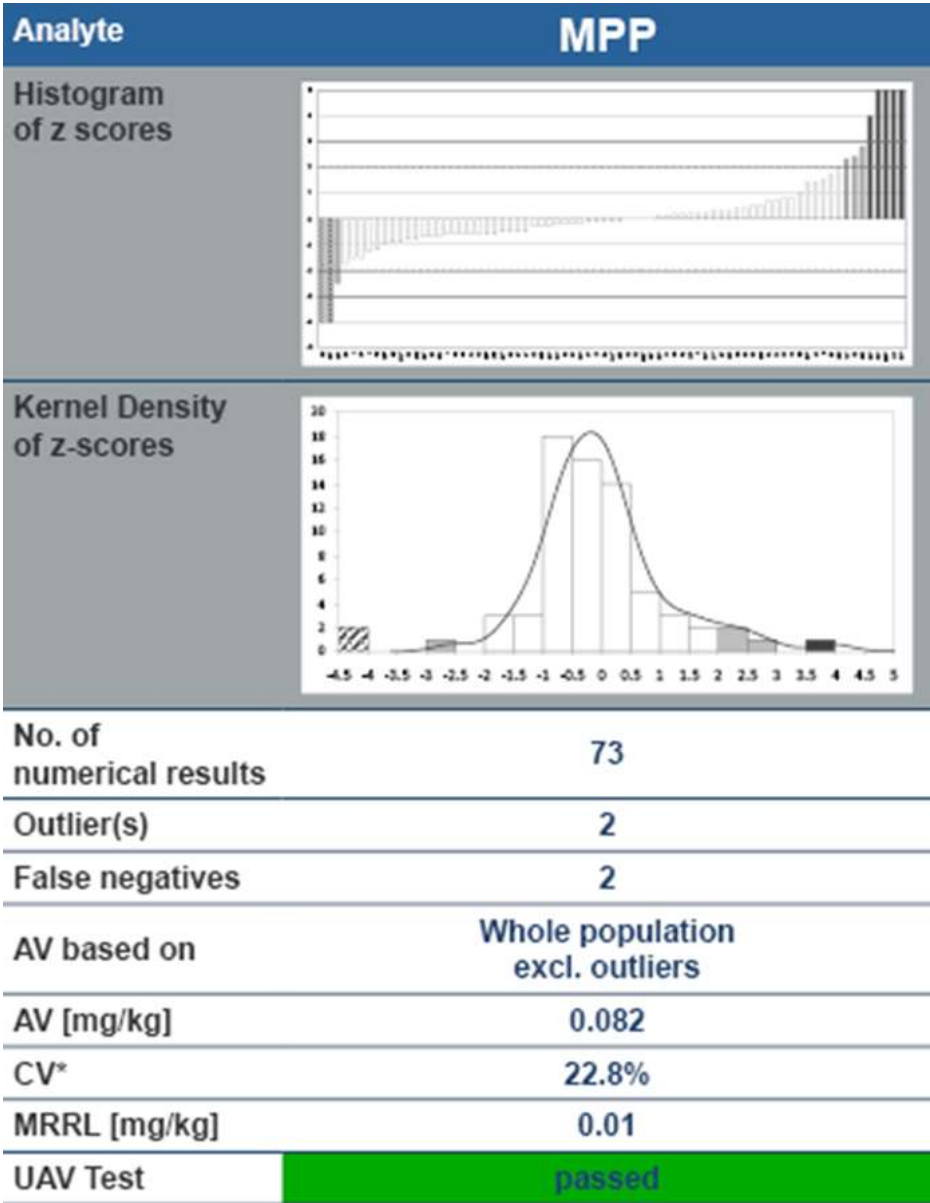 Analyte MPP
Histogram
of z scores
Kernel Density
of z-scores
20
18
16
14
12
10
8
6
4
2
0
-4.5 -4 -3.5 -3 -2.5 -2 -1.5 -1 -0.5 0 0.5 1 1.5 2 2.5 3 3.5 4 4.5 5
No. of
numerical results
73
Outlier(s) 2
False negatives 2
AV based on
Whole population
excl. outliers
AV [mg/kg] 0.082
CV* 22.8%
MRRL [mg/kg] 0.01
UAV Test passed